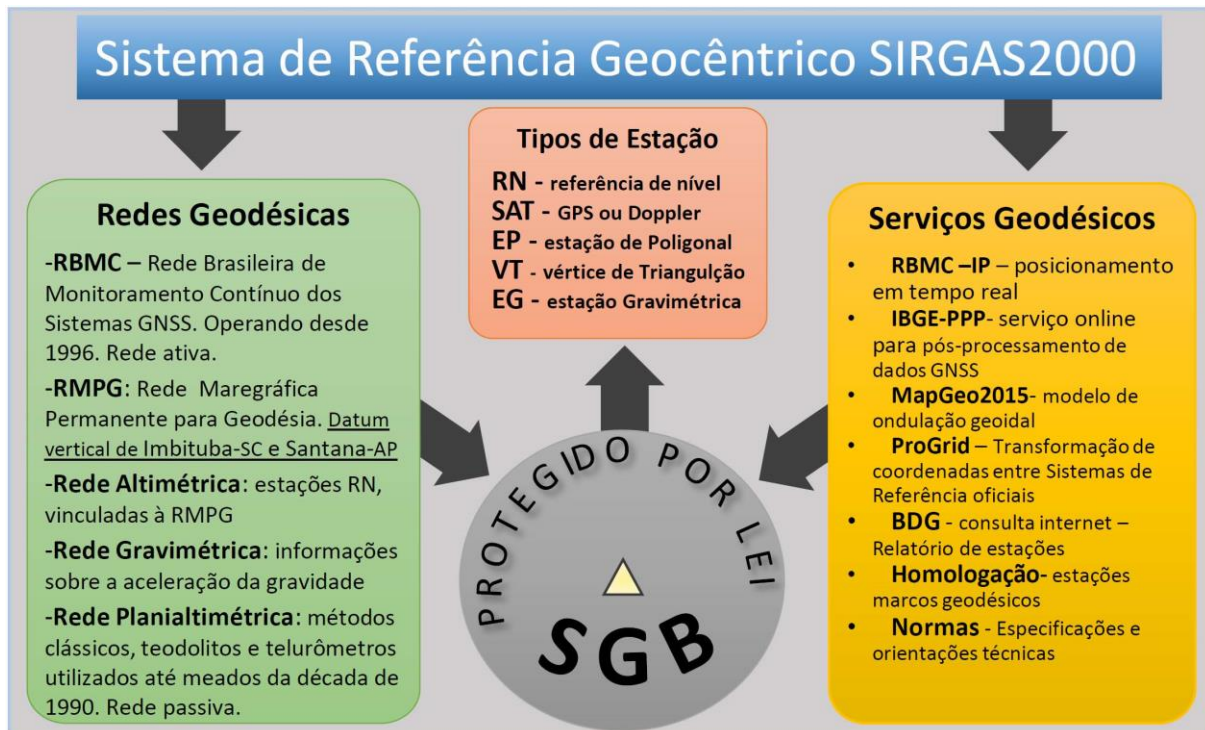 Sistema de Referência Geocêntrico SIRGAS2000
Redes Geodésicas
-RBMC – Rede Brasileira de
Monitoramento Contínuo dos
Sistemas GNSS. Operando desde
1996. Rede ativa.
-RMPG: Rede Maregráfica
Permanente para Geodésia. Datum
vertical de Imbituba-SC e Santana-AP
-Rede Altimétrica: estações RN,
vinculadas à RMPG
-Rede Gravimétrica: informações
sobre a aceleração da gravidade
-Rede Planialtimétrica: métodos
clássicos, teodolitos e telurômetros
utilizados até meados da década de
1990. Rede passiva.
Tipos de Estação
RN - referência de nível
SAT - GPS ou Doppler
EP - estação de Poligonal
VT - vértice de Triangulção
EG - estação Gravimétrica
PROTEGIDO POR LEI
SGB
Serviços Geodésicos
• RBMC –IP – posicionamento
em tempo real
• IBGE-PPP- serviço online
para pós-processamento de
dados GNSS
• MapGeo2015- modelo de
ondulação geoidal
• ProGrid – Transformação de
coordenadas entre Sistemas de
Referência oficiais
• BDG - consulta internet –
Relatório de estações
• Homologação- estações
marcos geodésicos
• Normas - Especificações e
orientações técnicas